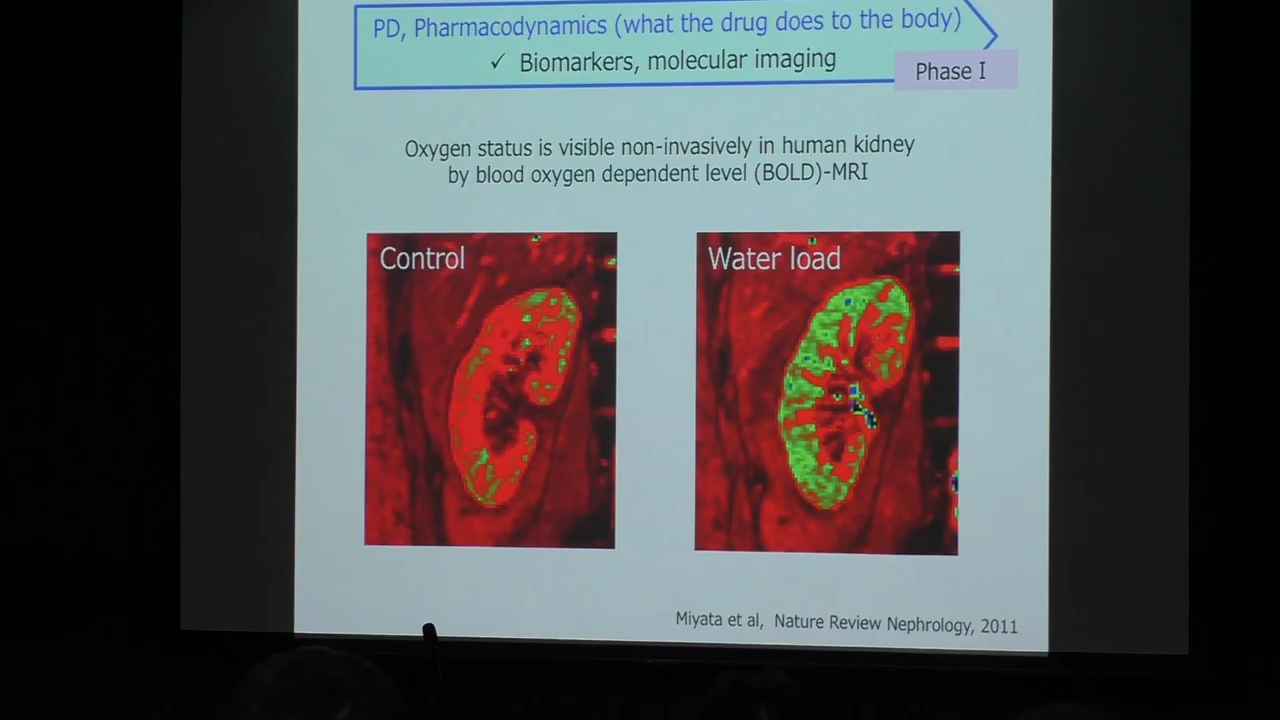 PD, Pharmacodynamics (what the drug does to the body)
✓ Biomarkers, molecular imaging
Phase I
Oxygen status is visible non-invasively in human kidney
by blood oxygen dependent level (BOLD)-MRI
Control
Water load
Miyata et al, Nature Review Nephrology, 2011